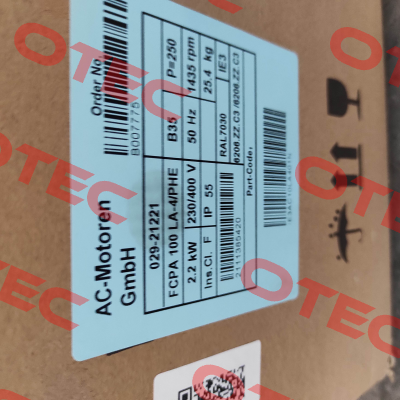 AC-Motoren
GmbH
Order No
B007775
029-21221
FCPA 100 LA-4/PHE
B35
P=250
2.2 kW
230/400 V
50 Hz
1435 rpm
Ins.Cl. F
IP 55
25.4 kg
2111385420
RAL7030
IE3
6206.ZZ.C3 /6206.ZZ.C3
Part-Code:
OTEC
OTEC
OTEC
OTEC
OTEC